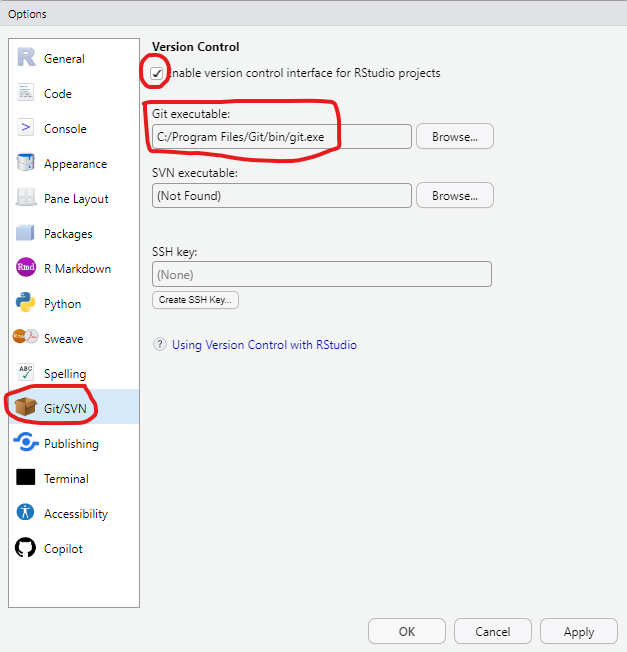 Options
General
Code
Console
Appearance
Pane Layout
Packages
Rmd
R Markdown
Python
Sweave
ABC
Spelling
Git/SVN
Publishing
Terminal
Accessibility
Copilot
Version Control
Enable version control interface for RStudio projects
Git executable:
C:/Program Files/Git/bin/git.exe
Browse...
SVN executable:
(Not Found)
Browse...
SSH key:
(None)
Create SSH Key...
? Using Version Control with RStudio
OK
Cancel
Apply